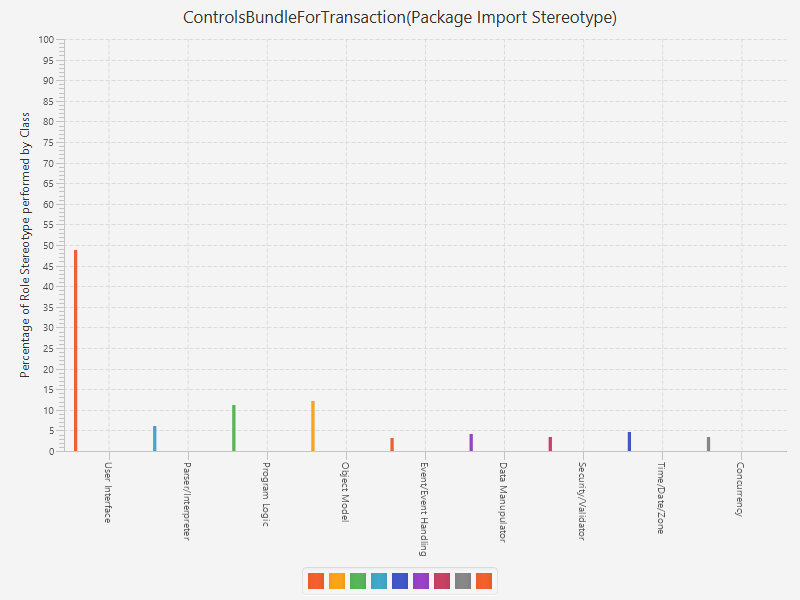 ControlsBundleForTransaction(Package Import Stereotype)
Percentage of Role Stereotype performed by Class
100
95
90
85
80
75
70
65
60
55
50
45
40
35
30
25
20
15
10
5
0
User Interface
Parser/Interpreter
Program Logic
Object Model
Event/Event Handling
Data Manupulator
Security/Validator
Time/Date/Zone
Concurrency